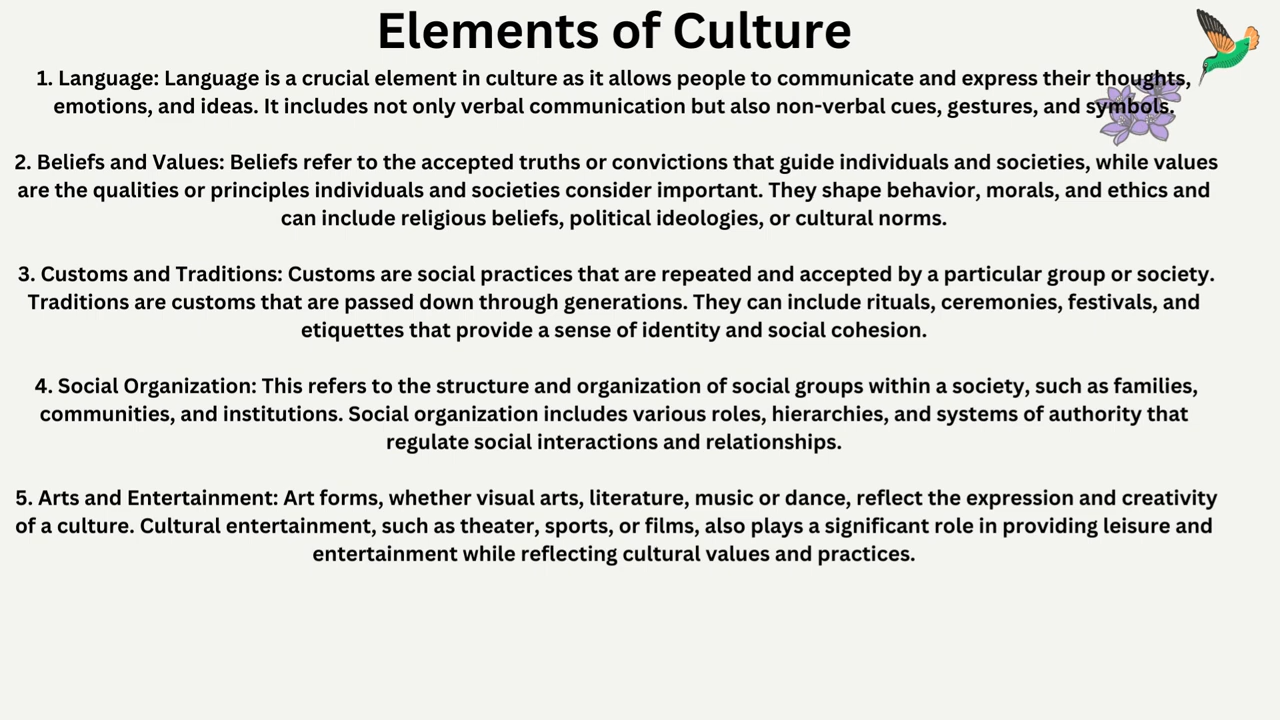 Elements of Culture
1. Language: Language is a crucial element in culture as it allows people to communicate and express their thoughts,
emotions, and ideas. It includes not only verbal communication but also non-verbal cues, gestures, and symbols.
2. Beliefs and Values: Beliefs refer to the accepted truths or convictions that guide individuals and societies, while values
are the qualities or principles individuals and societies consider important. They shape behavior, morals, and ethics and
can include religious beliefs, political ideologies, or cultural norms.
3. Customs and Traditions: Customs are social practices that are repeated and accepted by a particular group or society.
Traditions are customs that are passed down through generations. They can include rituals, ceremonies, festivals, and
etiquettes that provide a sense of identity and social cohesion.
4. Social Organization: This refers to the structure and organization of social groups within a society, such as families,
communities, and institutions. Social organization includes various roles, hierarchies, and systems of authority that
regulate social interactions and relationships.
5. Arts and Entertainment: Art forms, whether visual arts, literature, music or dance, reflect the expression and creativity
of a culture. Cultural entertainment, such as theater, sports, or films, also plays a significant role in providing leisure and
entertainment while reflecting cultural values and practices.